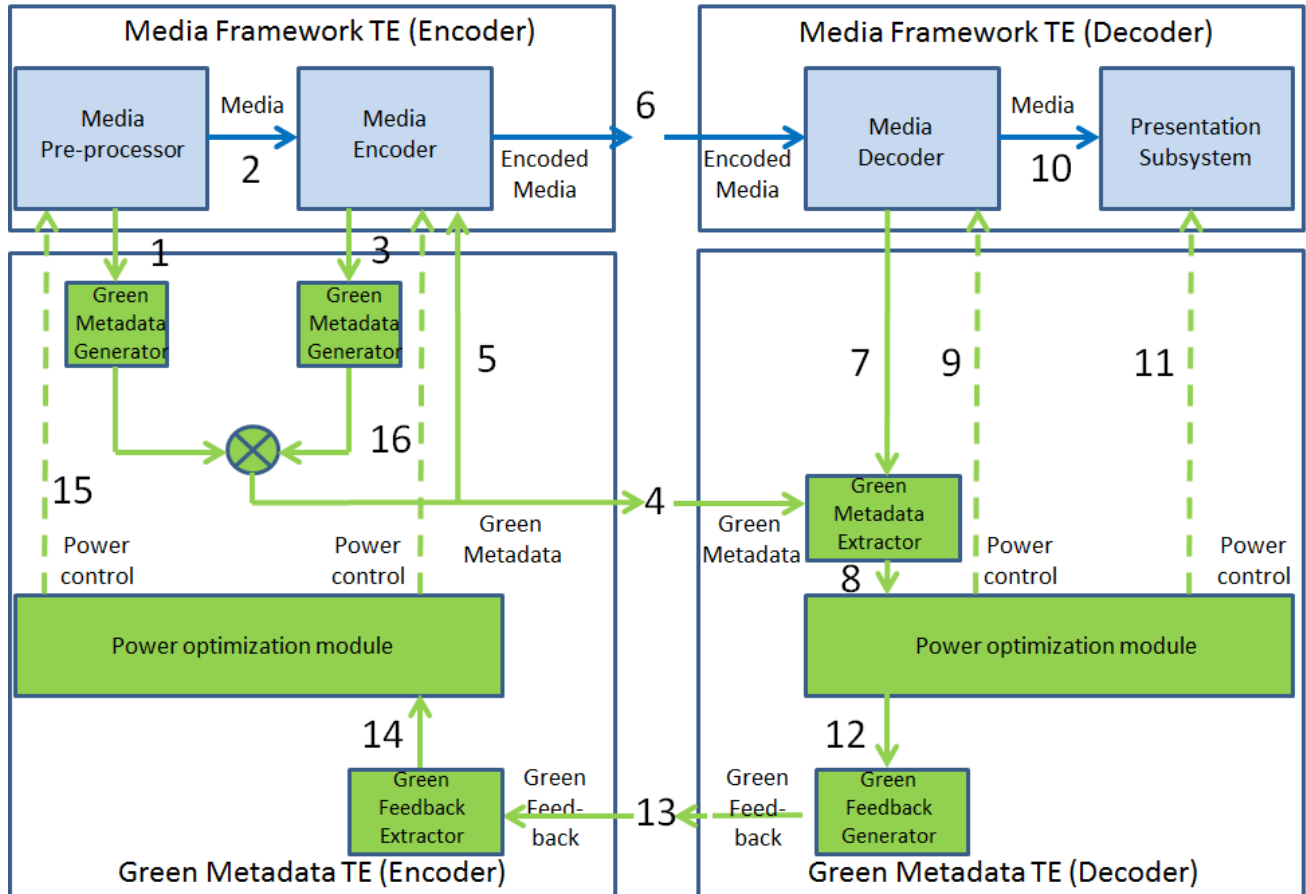 Media Framework TE (Encoder)
Media Framework TE (Decoder)
Media
Pre-processor
Media
2
Media
Encoder
Encoded
Media
6
Encoded
Media
Media
Decoder
Media
10
Presentation
Subsystem
1
3
Green
Metadata
Generator
Green
Metadata
Generator
5
7
9
11
16
15
4
Green
Metadata
Green
Metadata
Green
Metadata
Extractor
8
Power
control
Power
control
Power
control
Power
control
Power optimization module
Power optimization module
14
12
Green
Feedback
Extractor
Green
Feed-
back
13
Green
Feed-
back
Green
Feedback
Generator
Green Metadata TE (Encoder)
Green Metadata TE (Decoder)